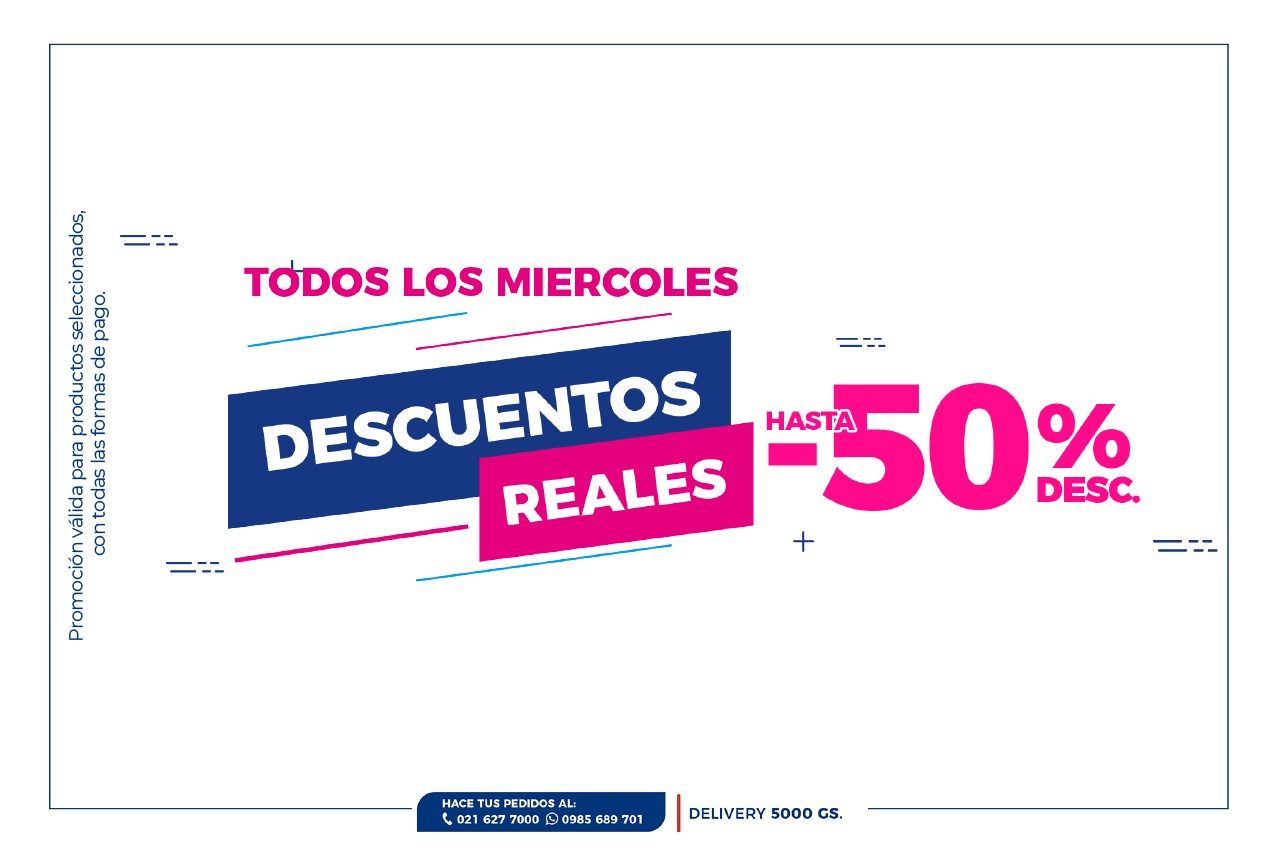 Promoción válida para productos seleccionados,
con todas las formas de pago.
TODOS LOS MIERCOLES
DESCUENTOS
REALES
HASTA
-50%
DESC.
HACE TUS PEDIDOS AL:
021 627 7000 0985 689 701
DELIVERY 5000 GS.